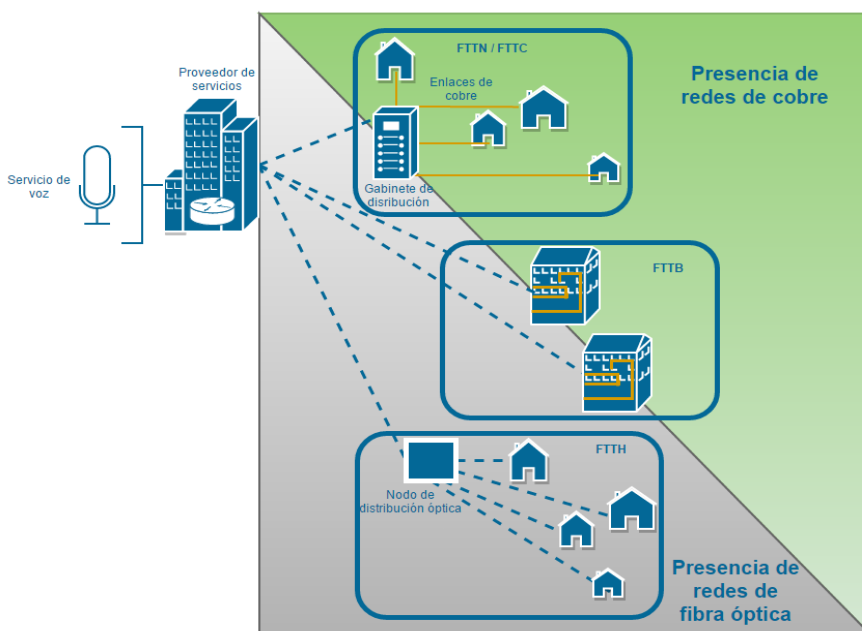 FTTN / FTTC
Proveedor de
servicios
Enlaces de
cobre
Presencia de
redes de cobre
Servicio de
voz
Gabinete de
disribución
FTTB
FTTH
Nodo de
distribución óptica
Presencia de
redes de
fibra óptica